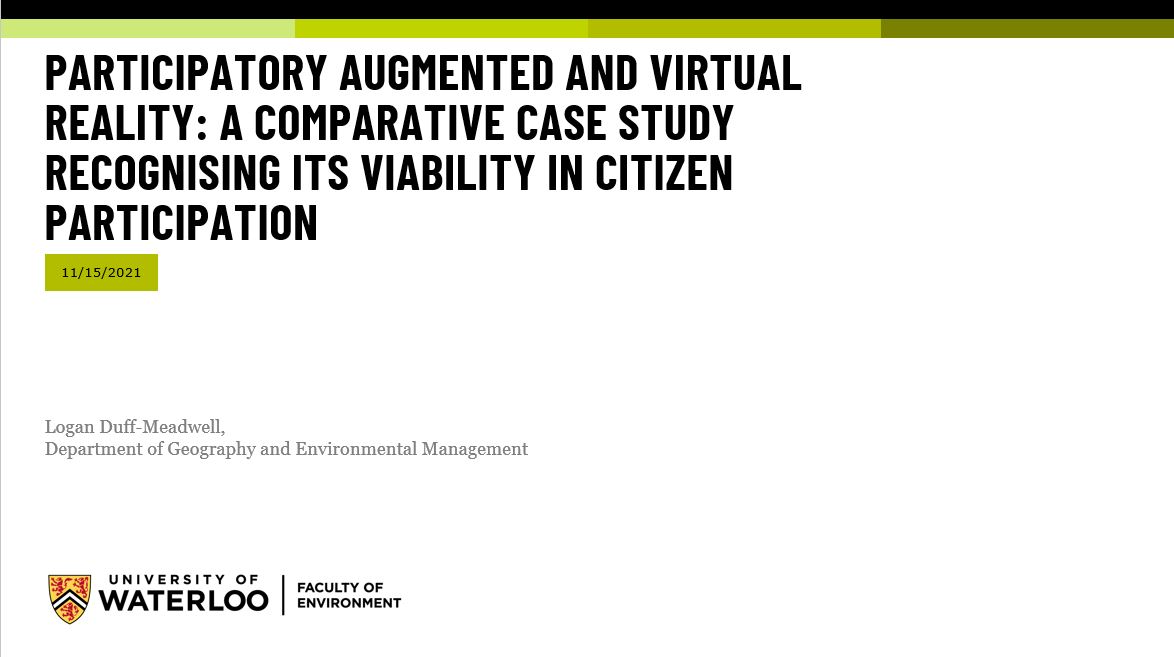 PARTICIPATORY AUGMENTED AND VIRTUAL
REALITY: A COMPARATIVE CASE STUDY
RECOGNISING ITS VIABILITY IN CITIZEN
PARTICIPATION
11/15/2021
Logan Duff-Meadwell,
Department of Geography and Environmental Management
UNIVERSITY OF
WATERLOO
FACULTY OF
ENVIRONMENT